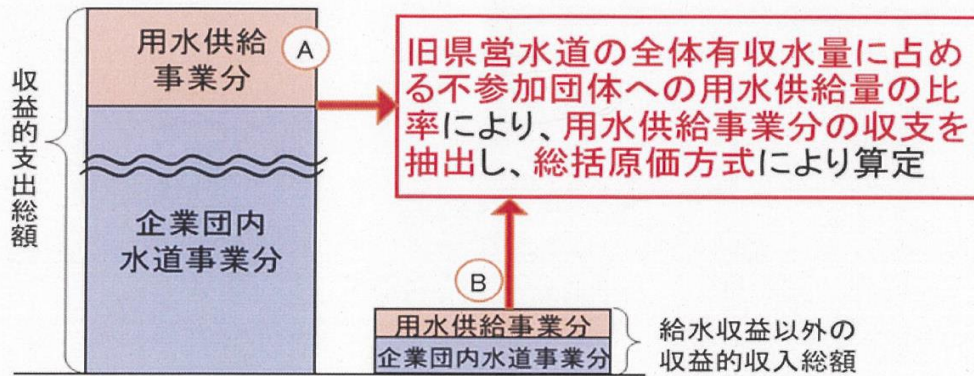 収益的支出総額
用水供給
事業分
A
企業団内
水道事業分
旧県営水道の全体有収水量に占め
る不参加団体への用水供給量の比
率により、用水供給事業分の収支を
抽出し、総括原価方式により算定
B
用水供給事業分
企業団内水道事業分
給水収益以外の
収益的収入総額